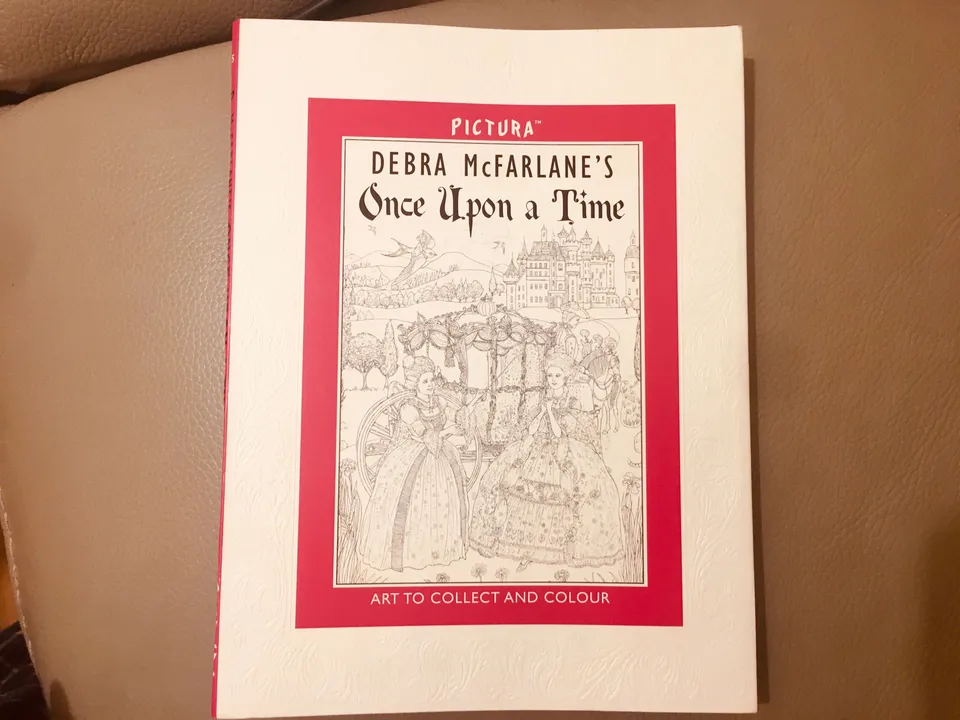 PICTURA™
DEBRA McFARLANE'S
Once Upon a Time
ART TO COLLECT AND COLOUR